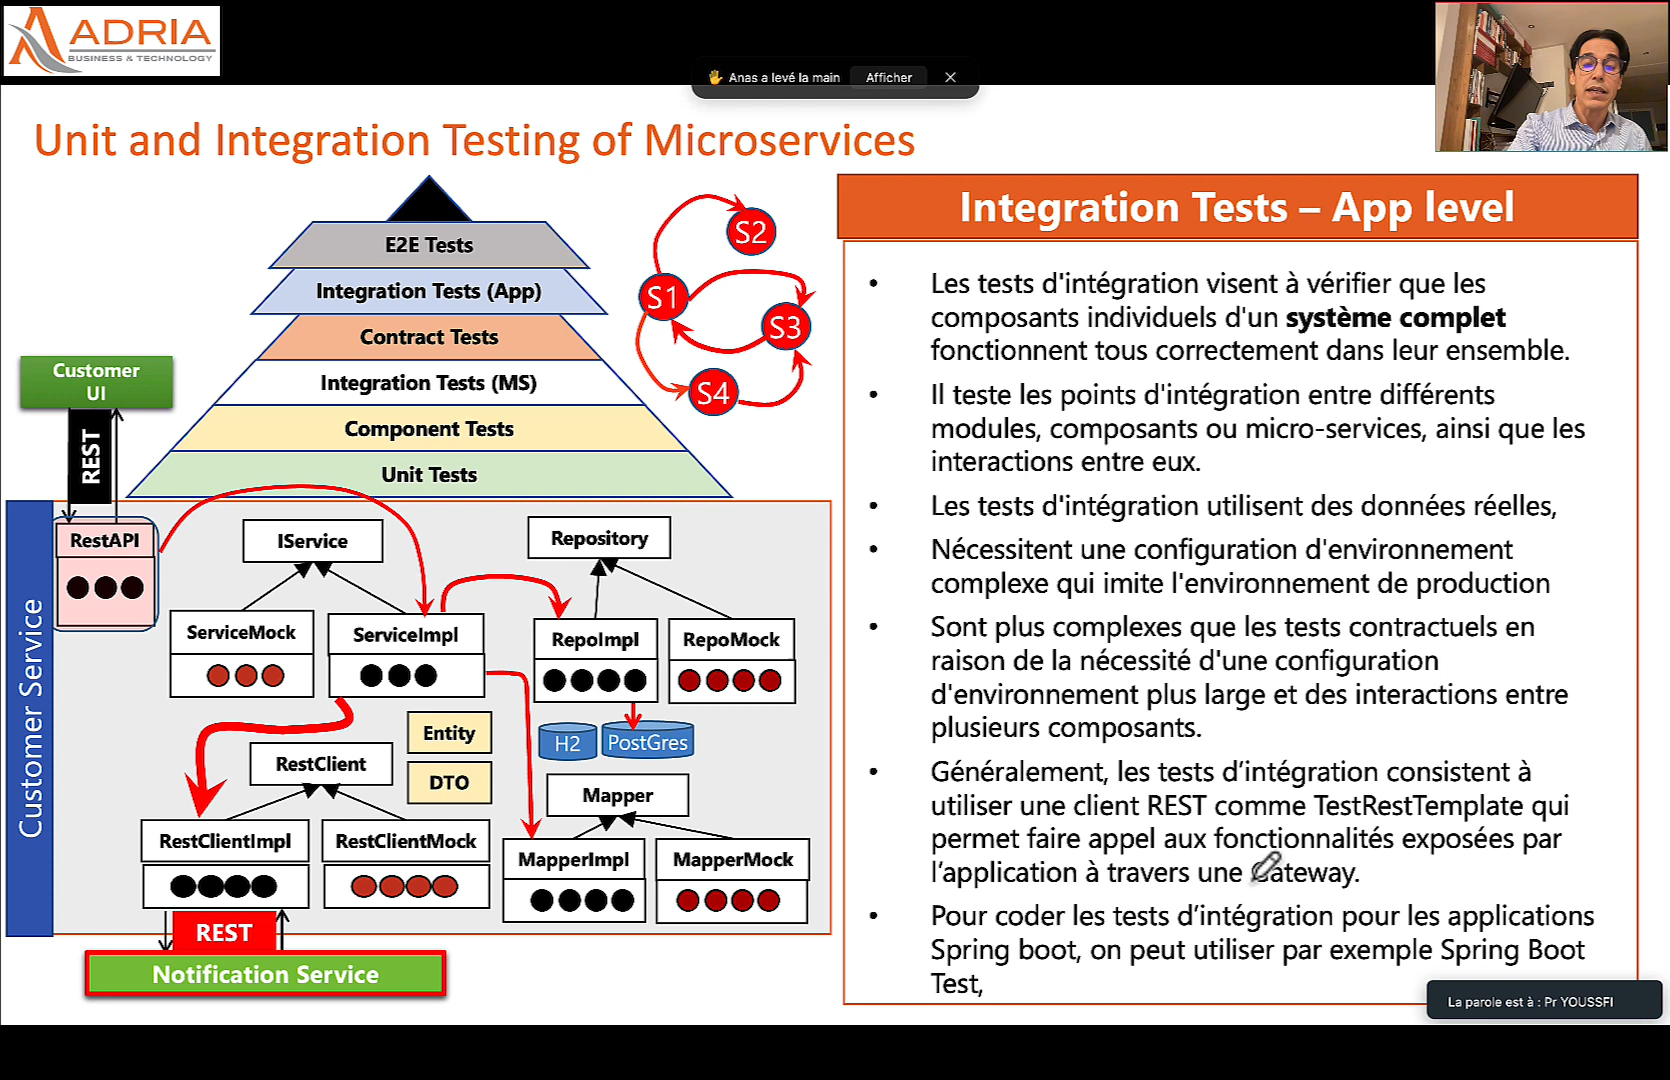 ADRIA
BUSINESS & TECHNOLOGY
Anas a levé la main
Afficher
Unit and Integration Testing of Microservices
E2E Tests
Integration Tests (App)
Contract Tests
Integration Tests (MS)
Component Tests
Unit Tests
S2
S1
S3
S4
Customer
UI
REST
Customer Service
RestAPI
IService
Repository
ServiceMock
ServiceImpl
RepoImpl
RepoMock
Entity
DTO
H2
PostGres
RestClient
Mapper
RestClientImpl
RestClientMock
MapperImpl
MapperMock
REST
Notification Service
Integration Tests – App level
• Les tests d'intégration visent à vérifier que les
composants individuels d'un système complet
fonctionnent tous correctement dans leur ensemble.
• Il teste les points d'intégration entre différents
modules, composants ou micro-services, ainsi que les
interactions entre eux.
• Les tests d'intégration utilisent des données réelles,
• Nécessitent une configuration d'environnement
complexe qui imite l'environnement de production
• Sont plus complexes que les tests contractuels en
raison de la nécessité d'une configuration
d'environnement plus large et des interactions entre
plusieurs composants.
• Généralement, les tests d’intégration consistent à
utiliser une client REST comme TestRestTemplate qui
permet faire appel aux fonctionnalités exposées par
l’application à travers une Gateway.
• Pour coder les tests d’intégration pour les applications
Spring boot, on peut utiliser par exemple Spring Boot
Test,
La parole est à : Pr YOUSSFI